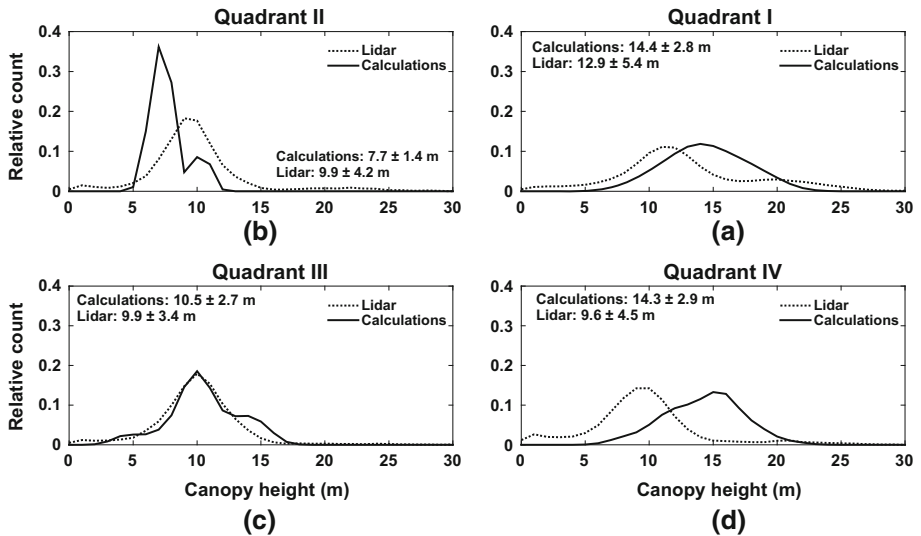 Quadrant II
Relative count
0.4
0.3
0.2
0.1
0
Lidar
Calculations
Calculations: 7.7 ± 1.4 m
Lidar: 9.9 ± 4.2 m
0 5 10 15 20 25 30
(b)
Quadrant I
0.4
0.3
0.2
0.1
0
Calculations: 14.4 ± 2.8 m
Lidar: 12.9 ± 5.4 m
Lidar
Calculations
0 5 10 15 20 25 30
(a)
Quadrant III
Relative count
0.4
0.3
0.2
0.1
0
Calculations: 10.5 ± 2.7 m
Lidar: 9.9 ± 3.4 m
Lidar
Calculations
0 5 10 15 20 25 30
Canopy height (m)
(c)
Quadrant IV
0.4
0.3
0.2
0.1
0
Calculations: 14.3 ± 2.9 m
Lidar: 9.6 ± 4.5 m
Lidar
Calculations
0 5 10 15 20 25 30
Canopy height (m)
(d)